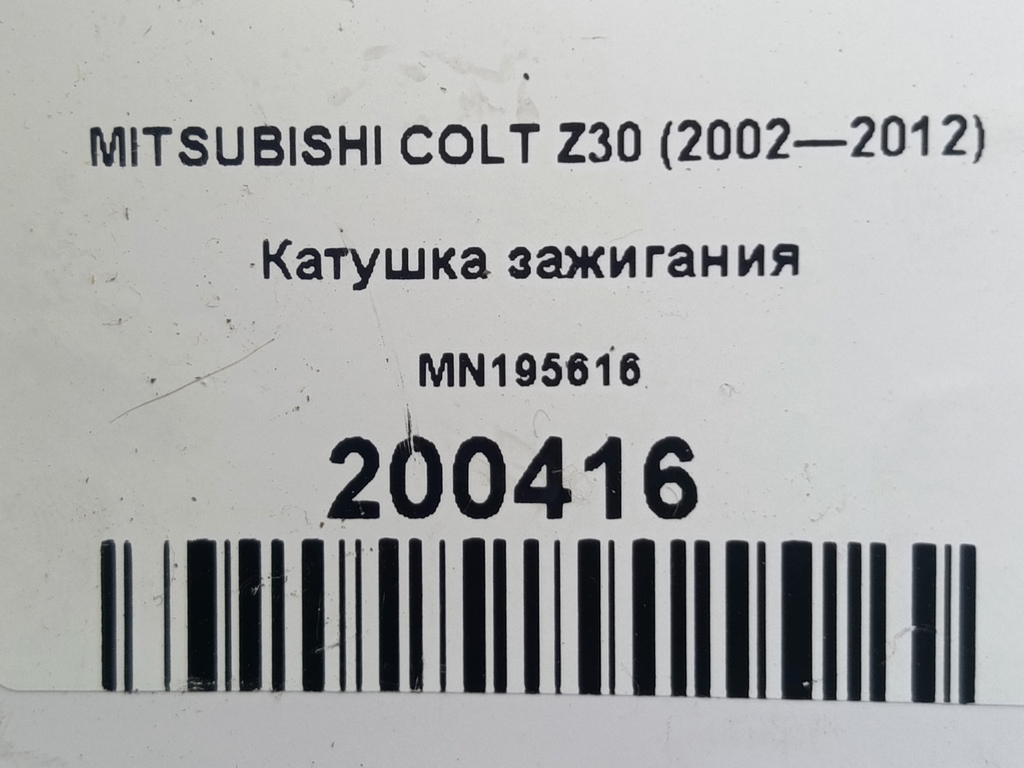 MITSUBISHI COLT Z30 (2002—2012)
Катушка зажигания
MN195616
200416